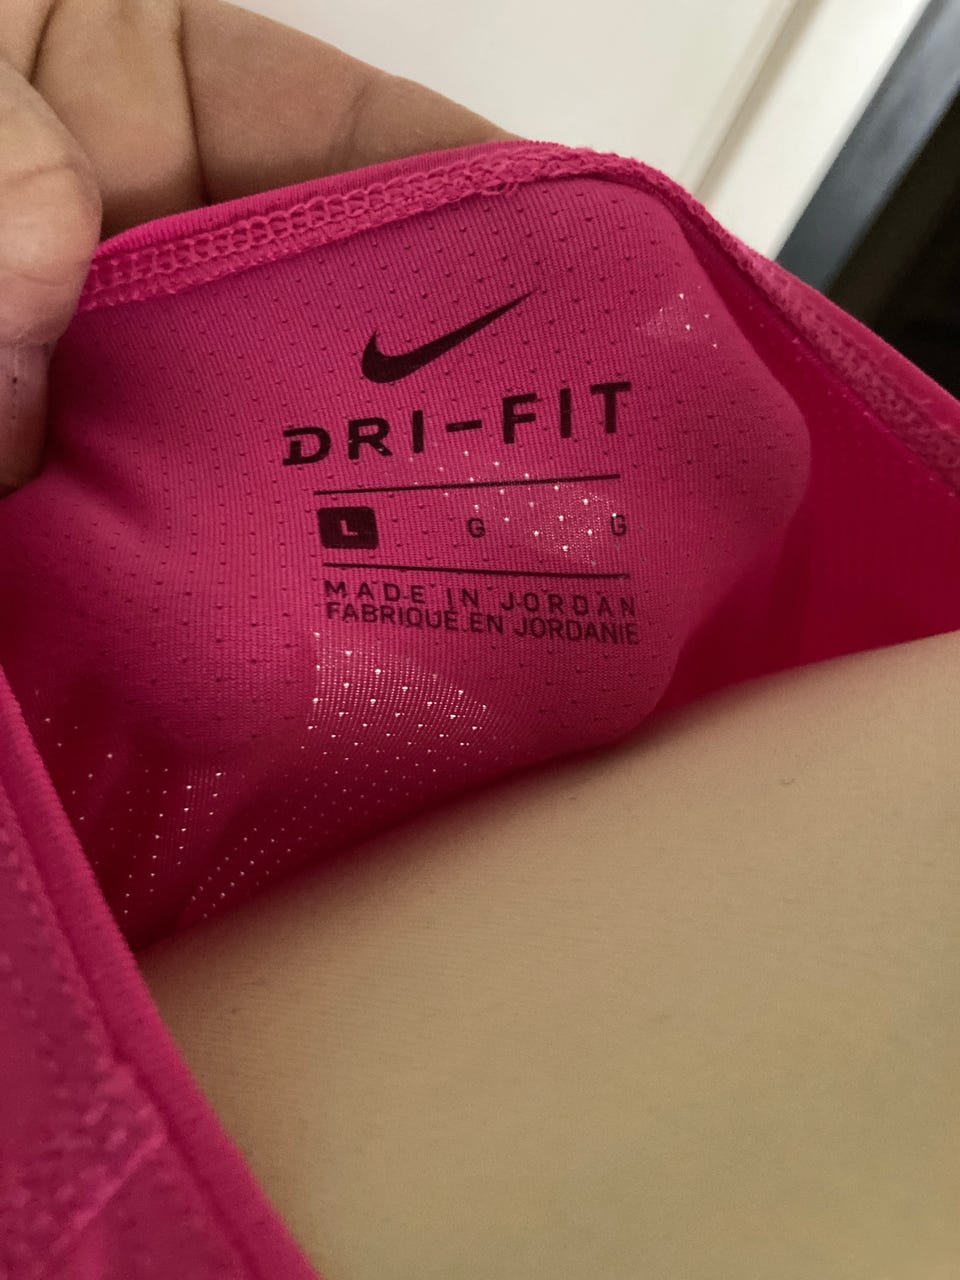 DRI-FIT
L G G
MADE IN JORDAN
FABRIQUÉ EN JORDANIE